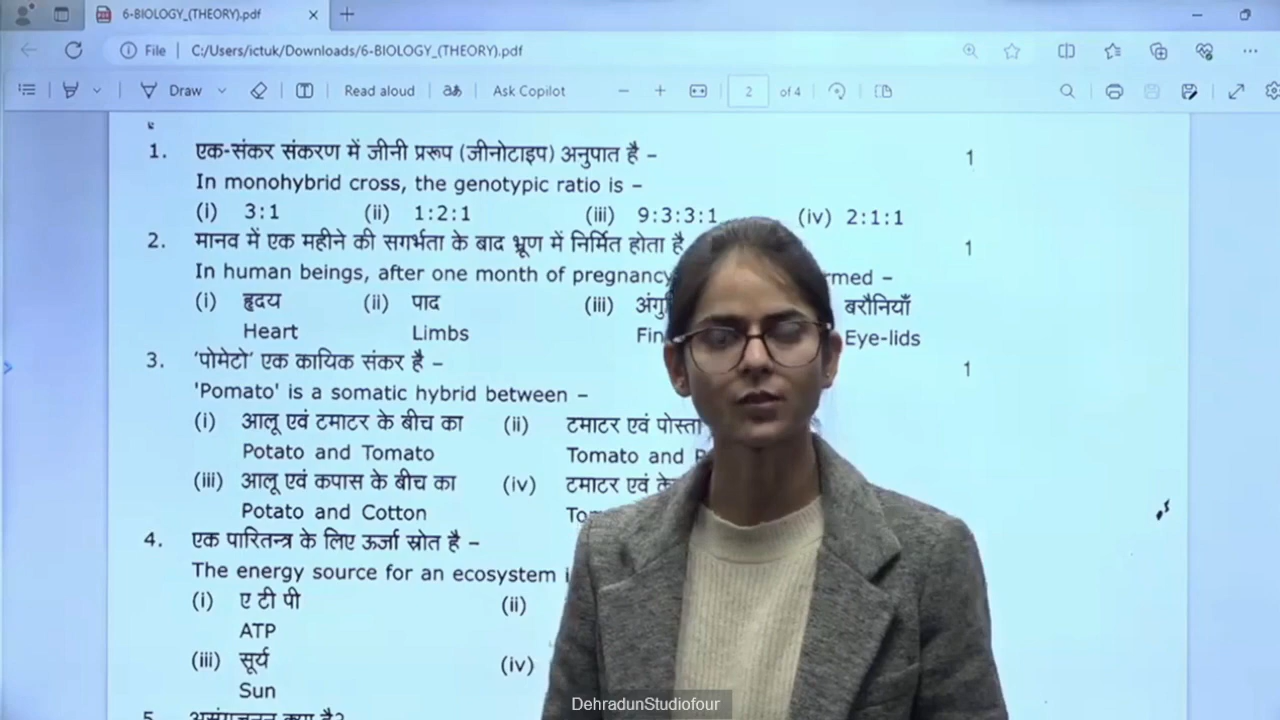 6-BIOLOGY_(THEORY).pdf
File | C:/Users/ictuk/Downloads/6-BIOLOGY_(THEORY).pdf
Draw Read aloud Ask Copilot 2 of 4
1. एक-संकर संकरण में जीनी प्ररूप (जीनोटाइप) अनुपात है – 1
In monohybrid cross, the genotypic ratio is –
(i) 3:1 (ii) 1:2:1 (iii) 9:3:3:1 (iv) 2:1:1
2. मानव में एक महीने की सगर्भता के बाद भ्रूण में निर्मित होता है 1
In human beings, after one month of pregnancy –
(i) हृदय (ii) पाद (iii) बरौनियाँ
Heart Limbs Eye-lids
3. 'पोमेटो' एक कायिक संकर है – 1
'Pomato' is a somatic hybrid between –
(i) आलू एवं टमाटर के बीच का (ii) टमाटर एवं पोस्ता
Potato and Tomato Tomato and
(iii) आलू एवं कपास के बीच का (iv) टमाटर एवं
Potato and Cotton
4. एक पारितन्त्र के लिए ऊर्जा स्रोत है –
The energy source for an ecosystem
(i) ए टी पी (ii)
ATP
(iii) सूर्य (iv)
Sun
5. असंगजनन क्या है?
DehradunStudiofour